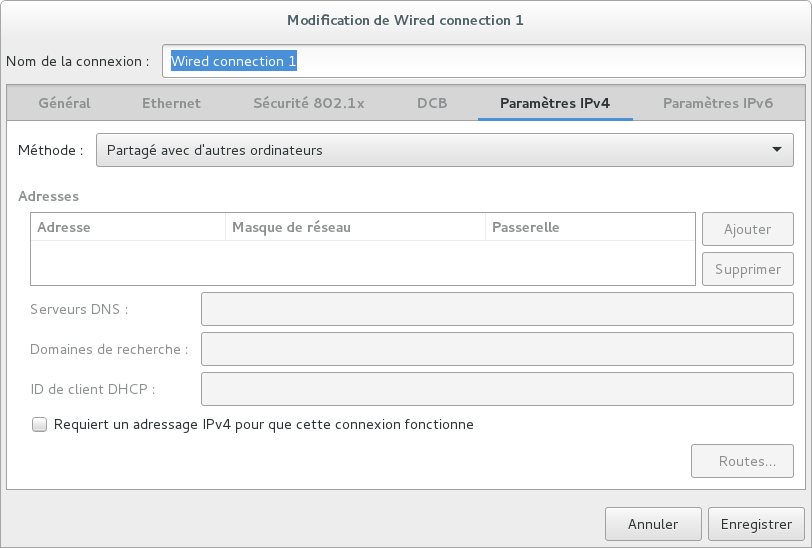 Modification de Wired connection 1
Nom de la connexion : Wired connection 1
Général Ethernet Sécurité 802.1x DCB Paramètres IPv4 Paramètres IPv6
Méthode : Partagé avec d'autres ordinateurs
Adresses
Adresse Masque de réseau Passerelle Ajouter
Supprimer
Serveurs DNS :
Domaines de recherche :
ID de client DHCP :
Requiert un adressage IPv4 pour que cette connexion fonctionne
Routes...
Annuler Enregistrer